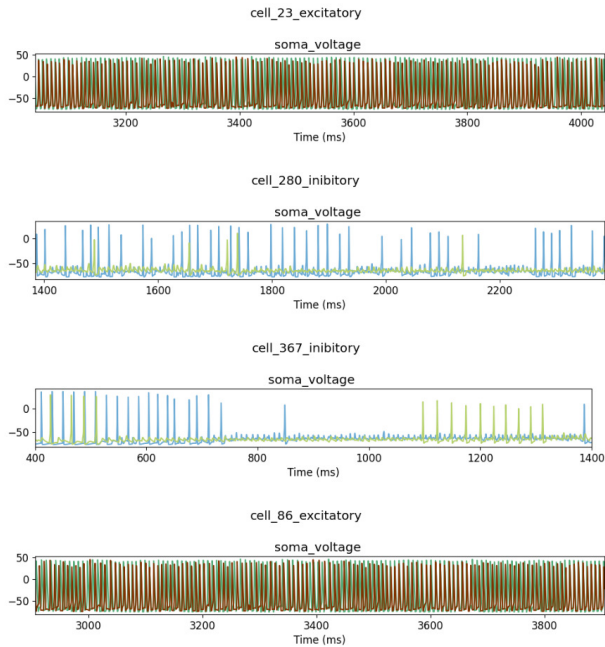 cell_23_excitatory
soma_voltage
50
0
−50
3200 3400 3600 3800 4000
Time (ms)
cell_280_inibitory
soma_voltage
0
−50
1400 1600 1800 2000 2200
Time (ms)
cell_367_inibitory
soma_voltage
0
−50
400 600 800 1000 1200 1400
Time (ms)
cell_86_excitatory
soma_voltage
50
0
−50
3000 3200 3400 3600 3800
Time (ms)